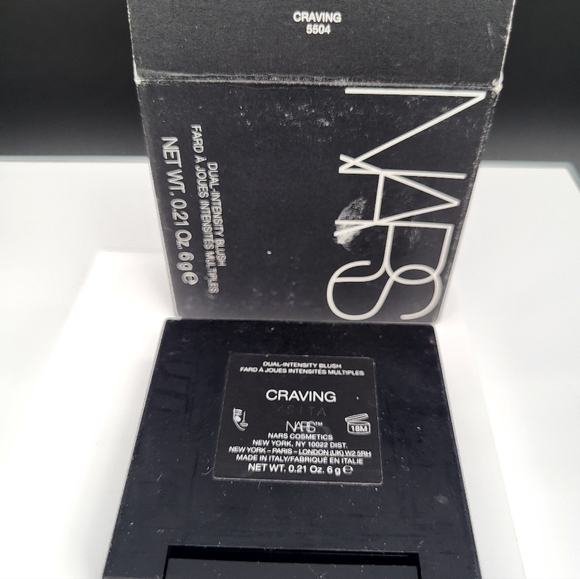 CRAVING
5504
NARS
DUAL-INTENSITY BLUSH
FARD À JOUES INTENSITÉS MULTIPLES
NET WT. 0.21 Oz. 6 g ℮
DUAL-INTENSITY BLUSH
FARD À JOUES INTENSITÉS MULTIPLES
CRAVING
NARS™
18M
NARS COSMETICS
NEW YORK, NY 10022 DIST.
NEW YORK – PARIS – LONDON (UK) W2 5RH
MADE IN ITALY/FABRIQUÉ EN ITALIE
NET WT. 0.21 Oz. 6 g ℮